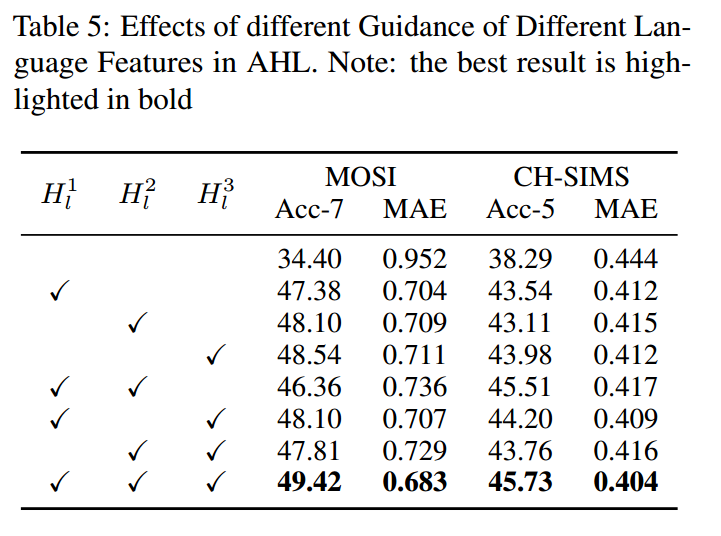 Table 5: Effects of different Guidance of Different Lan-
guage Features in AHL. Note: the best result is high-
lighted in bold
H_l^1 H_l^2 H_l^3 MOSI CH-SIMS
Acc-7 MAE Acc-5 MAE
34.40 0.952 38.29 0.444
✓ 47.38 0.704 43.54 0.412
✓ 48.10 0.709 43.11 0.415
✓ 48.54 0.711 43.98 0.412
✓ ✓ 46.36 0.736 45.51 0.417
✓ ✓ 48.10 0.707 44.20 0.409
✓ ✓ 47.81 0.729 43.76 0.416
✓ ✓ ✓ 49.42 0.683 45.73 0.404